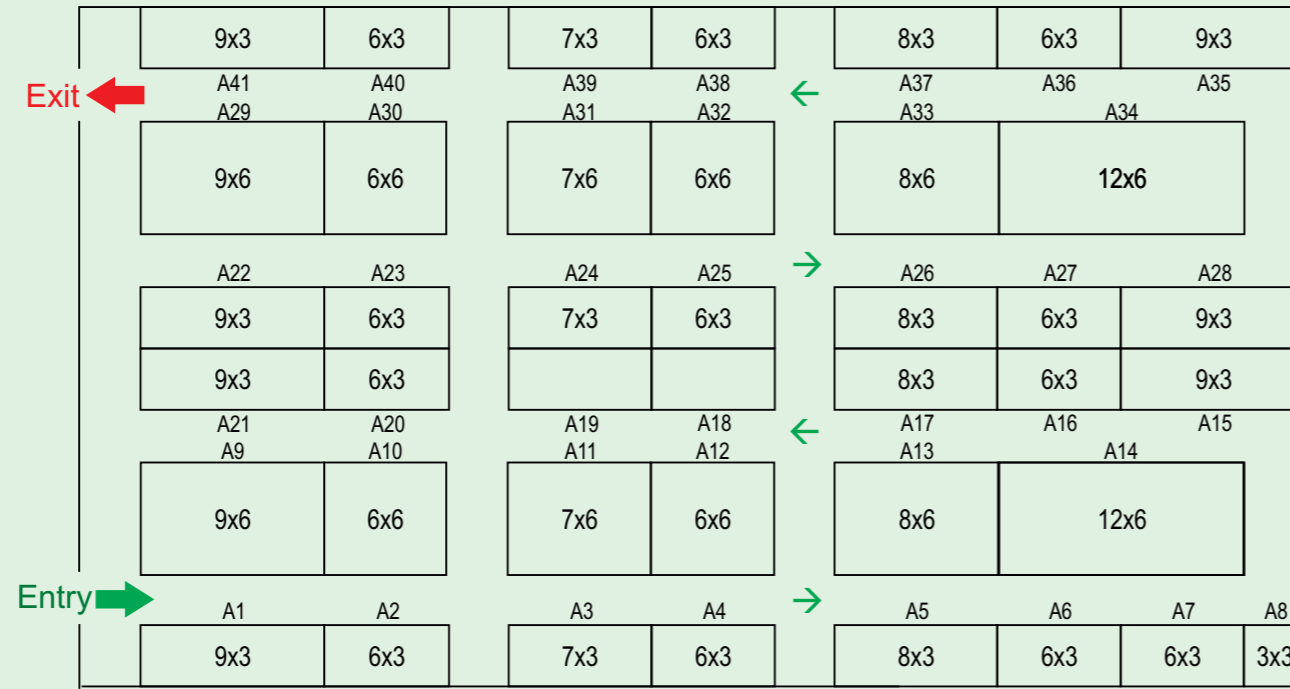 9x3 6x3 7x3 6x3 8x3 6x3 9x3
A41 A40 A39 A38 ← A37 A36 A35
Exit
A29 A30 A31 A32 A33 A34
9x6 6x6 7x6 6x6 8x6 12x6
A22 A23 A24 A25 → A26 A27 A28
9x3 6x3 7x3 6x3 8x3 6x3 9x3
9x3 6x3 8x3 6x3 9x3
A21 A20 A19 A18 ← A17 A16 A15
A9 A10 A11 A12 A13 A14
9x6 6x6 7x6 6x6 8x6 12x6
Entry
A1 A2 A3 A4 → A5 A6 A7 A8
9x3 6x3 7x3 6x3 8x3 6x3 6x3 3x3